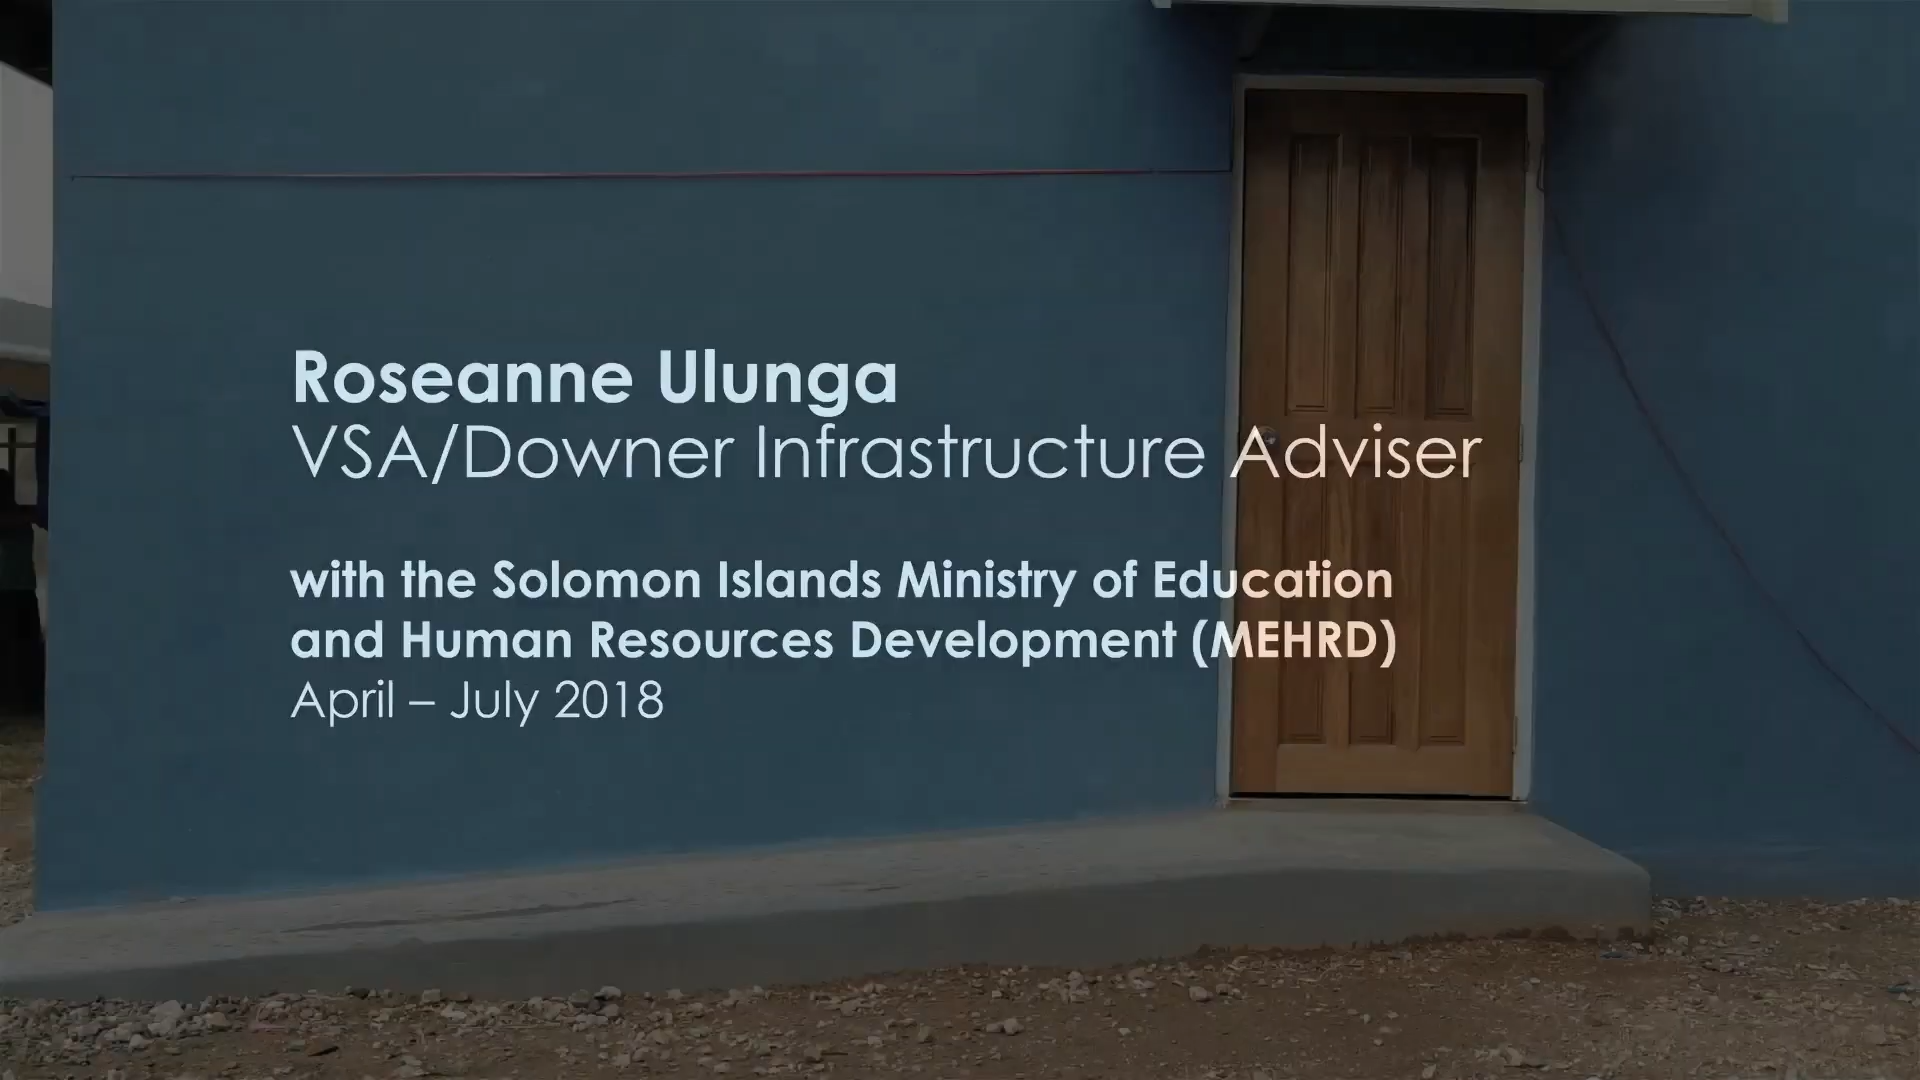 Roseanne Ulunga
VSA/Downer Infrastructure Adviser
with the Solomon Islands Ministry of Education
and Human Resources Development (MEHRD)
April – July 2018